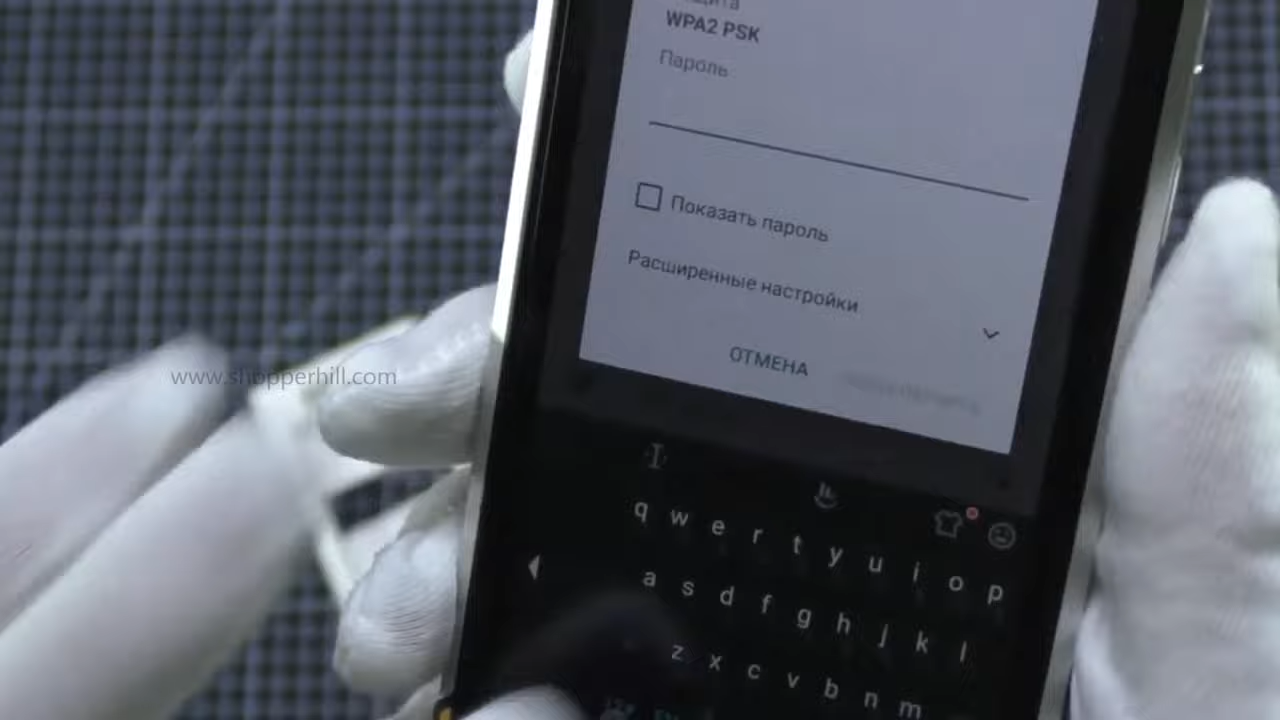 WPA2 PSK
Пароль
Показать пароль
Расширенные настройки
ОТМЕНА
www.shopperhill.com
q w e r t y u i o p
a s d f g h j k l
z x c v b n m